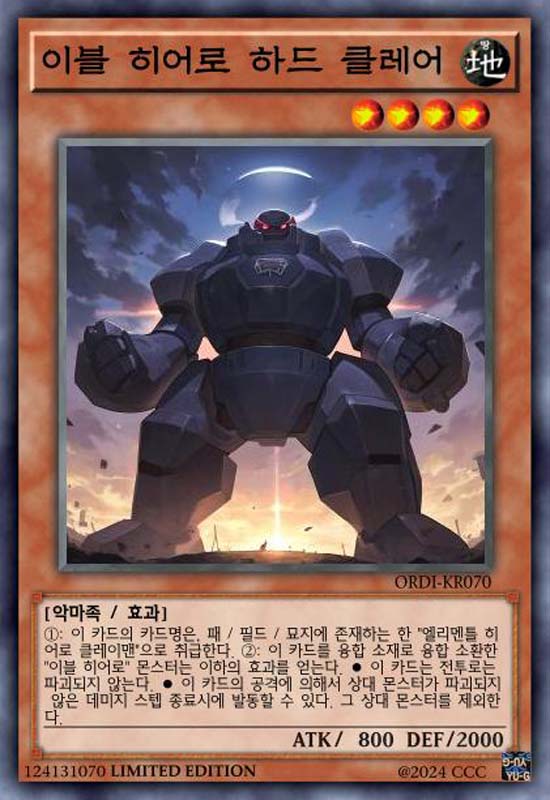 이블 히어로 하드 클레어
땅
地
ORDI-KR070
[악마족 / 효과]
①: 이 카드의 카드명은, 패 / 필드 / 묘지에 존재하는 한 "엘리멘틀 히
어로 클레이맨"으로 취급한다. ②: 이 카드를 융합 소재로 융합 소환한
"이블 히어로" 몬스터는 이하의 효과를 얻는다. ● 이 카드는 전투로는
파괴되지 않는다. ● 이 카드의 공격에 의해서 상대 몬스터가 파괴되지
않은 데미지 스텝 종료시에 발동할 수 있다. 그 상대 몬스터를 제외한
다.
ATK/ 800 DEF/2000
124131070 LIMITED EDITION
@2024 CCC